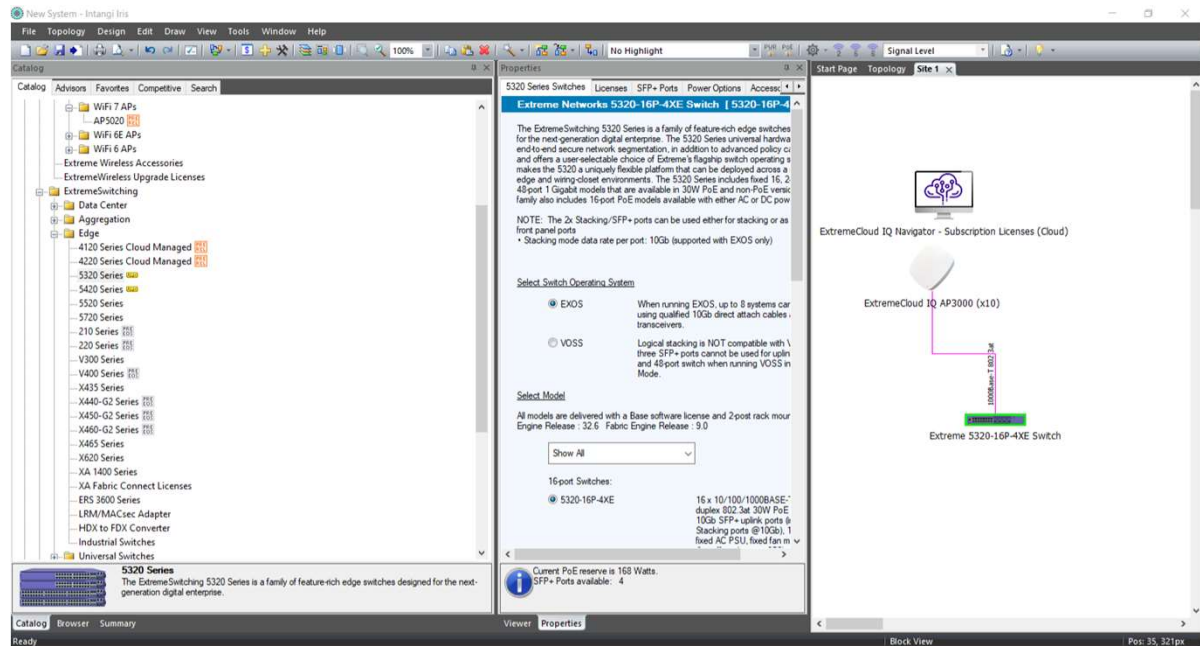 New System - Intangi Iris
File Topology Design Edit Draw View Tools Window Help
100%
No Highlight
Signal Level
Catalog
Catalog Advisors Favorites Competitive Search
WiFi 7 APs
AP5020
WiFi 6E APs
WiFi 6 APs
Extreme Wireless Accessories
ExtremeWireless Upgrade Licenses
ExtremeSwitching
Data Center
Aggregation
Edge
4120 Series Cloud Managed
4220 Series Cloud Managed
5320 Series
5420 Series
5520 Series
5720 Series
210 Series
220 Series
V300 Series
V400 Series
X435 Series
X440-G2 Series
X450-G2 Series
X460-G2 Series
X465 Series
X620 Series
XA 1400 Series
XA Fabric Connect Licenses
ERS 3600 Series
LRM/MACsec Adapter
HDX to FDX Converter
Industrial Switches
Universal Switches
5320 Series
The ExtremeSwitching 5320 Series is a family of feature-rich edge switches designed for the next-
generation digital enterprise.
Catalog Browser Summary
Ready
Properties
5320 Series Switches Licenses SFP+ Ports Power Options Accessc
Extreme Networks 5320-16P-4XE Switch [ 5320-16P-4
The ExtremeSwitching 5320 Series is a family of feature-rich edge switches
for the next-generation digital enterprise. The 5320 Series universal hardwa
end-to-end secure network segmentation, in addition to advanced policy ca
and offers a user-selectable choice of Extreme's flagship switch operating s
makes the 5320 a uniquely flexible platform that can be deployed across a
edge and wiring-closet environments. The 5320 Series includes fixed 16, 2
48-port 1 Gigabit models that are available in 30W PoE and non-PoE versic
family also includes 16-port PoE models available with either AC or DC pow
NOTE: The 2x Stacking/SFP+ ports can be used either for stacking or as
front panel ports
• Stacking mode data rate per port: 10Gb (supported with EXOS only)
Select Switch Operating System
EXOS
When running EXOS, up to 8 systems car
using qualified 10Gb direct attach cables
transceivers.
VOSS
Logical stacking is NOT compatible with V
three SFP+ ports cannot be used for uplin
and 48-port switch when running VOSS in
Mode.
Select Model
All models are delivered with a Base software license and 2-post rack mour
Engine Release : 32.6 Fabric Engine Release : 9.0
Show All
16-port Switches:
5320-16P-4XE
16 x 10/100/1000BASE-
duplex 802.3at 30W PoE
10Gb SFP+ uplink ports (i
Stacking ports @10Gb), 1
fixed AC PSU, fixed fan m
Current PoE reserve is 168 Watts.
SFP+ Ports available: 4
Viewer Properties
Start Page Topology Site 1
ExtremeCloud IQ Navigator - Subscription Licenses (Cloud)
ExtremeCloud IQ AP3000 (x10)
1000Base-T 802.3at
Extreme 5320-16P-4XE Switch
Block View
Pos: 35, 321px